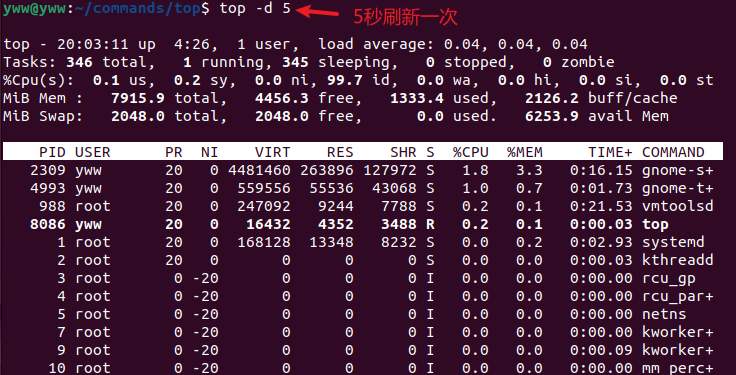 yww@yww:~/commands/top$ top -d 5 5秒刷新一次
top - 20:03:11 up  4:26,  1 user,  load average: 0.04, 0.04, 0.04
Tasks: 346 total,   1 running, 345 sleeping,   0 stopped,   0 zombie
%Cpu(s):  0.1 us,  0.2 sy,  0.0 ni, 99.7 id,  0.0 wa,  0.0 hi,  0.0 si,  0.0 st
MiB Mem :   7915.9 total,   4456.3 free,   1333.4 used,   2126.2 buff/cache
MiB Swap:   2048.0 total,   2048.0 free,      0.0 used.   6253.9 avail Mem
PID USER      PR  NI    VIRT    RES    SHR S  %CPU  %MEM     TIME+ COMMAND
2309 yww       20   0 4481460 263896 127972 S   1.8   3.3   0:16.15 gnome-s+
4993 yww       20   0  559556  55536  43068 S   1.0   0.7   0:01.73 gnome-t+
988 root      20   0  247092   9244   7788 S   0.2   0.1   0:21.53 vmtoolsd
8086 yww       20   0   16432   4352   3488 R   0.2   0.1   0:00.03 top
1 root      20   0  168128  13348   8232 S   0.0   0.2   0:02.93 systemd
2 root      20   0       0      0      0 S   0.0   0.0   0:00.03 kthreadd
3 root       0 -20       0      0      0 I   0.0   0.0   0:00.00 rcu_gp
4 root       0 -20       0      0      0 I   0.0   0.0   0:00.00 rcu_par+
5 root       0 -20       0      0      0 I   0.0   0.0   0:00.00 netns
7 root       0 -20       0      0      0 I   0.0   0.0   0:00.00 kworker+
9 root       0 -20       0      0      0 I   0.0   0.0   0:00.09 kworker+
10 root       0 -20       0      0      0 I   0.0   0.0   0:00.00 mm_perc+